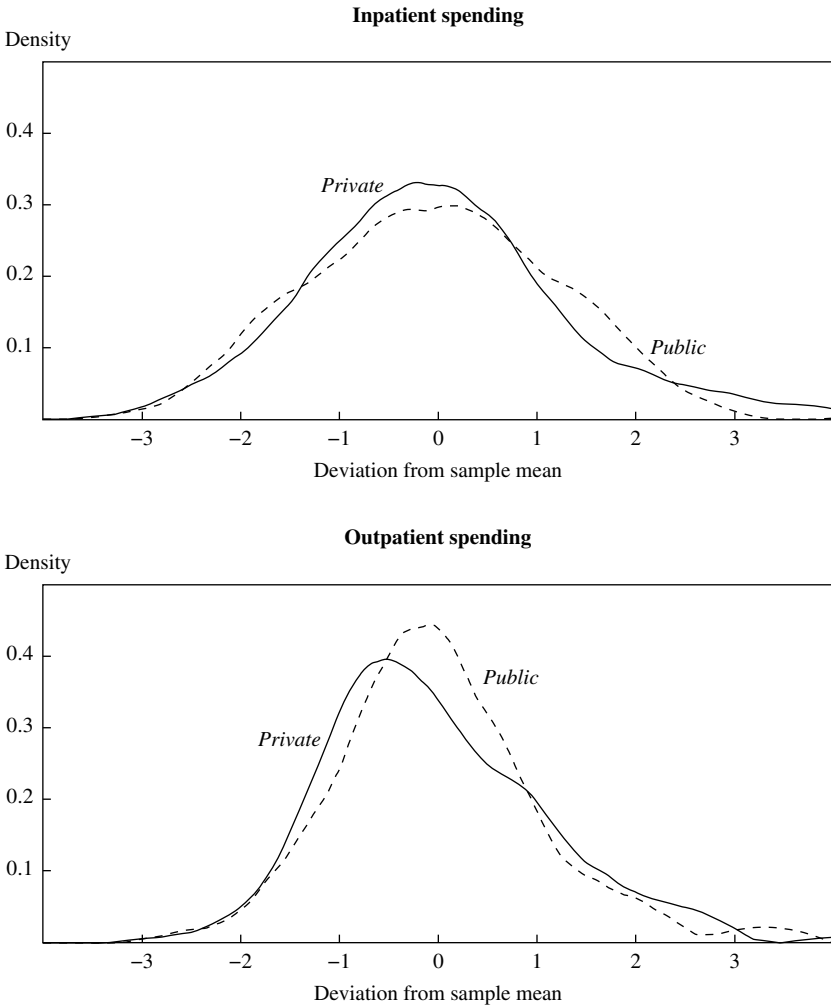 Inpatient spending
Density
0.4
Private
0.3
0.2
Public
0.1
−3 −2 −1 0 1 2 3
Deviation from sample mean
Outpatient spending
Density
0.4
Public
0.3
Private
0.2
0.1
−3 −2 −1 0 1 2 3
Deviation from sample mean